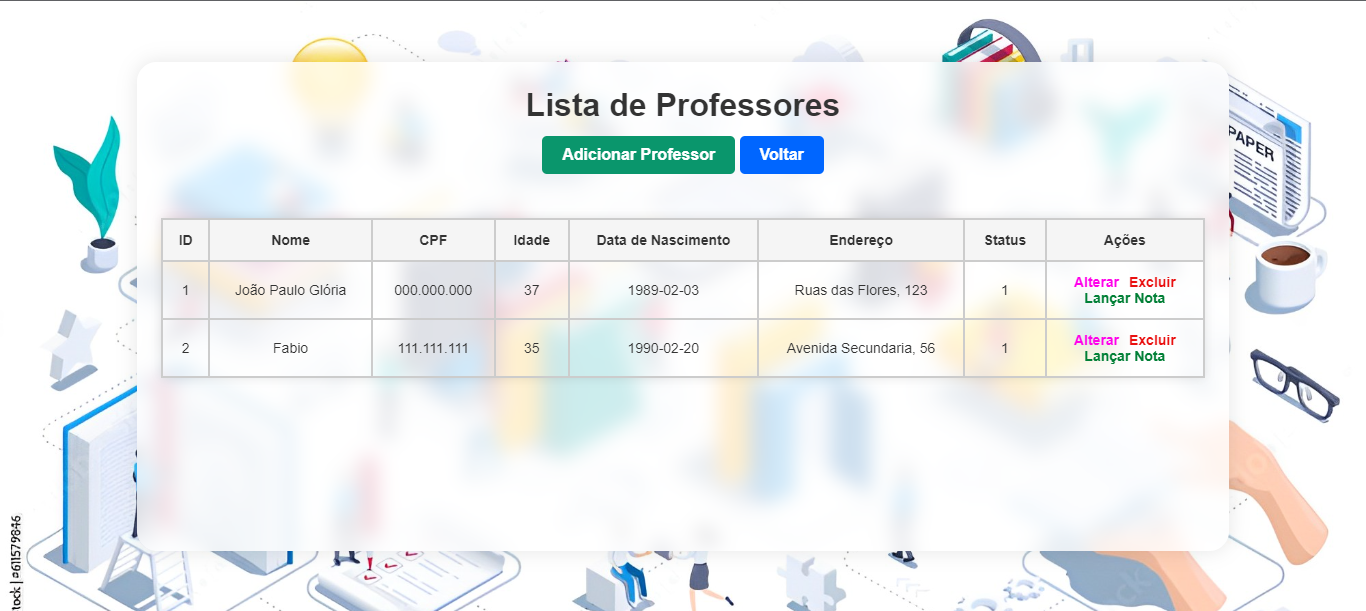 Lista de Professores
Adicionar Professor Voltar
PAPER
ID Nome CPF Idade Data de Nascimento Endereço Status Ações
1 João Paulo Glória 000.000.000 37 1989-02-03 Ruas das Flores, 123 1 Alterar Excluir
Lançar Nota
2 Fabio 111.111.111 35 1990-02-20 Avenida Secundaria, 56 1 Alterar Excluir
Lançar Nota
tock | #611579846